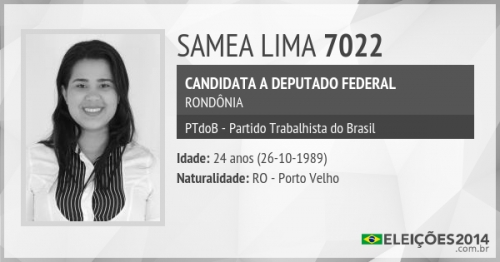 SAMEA LIMA 7022
CANDIDATA A DEPUTADO FEDERAL
RONDÔNIA
PTdoB - Partido Trabalhista do Brasil
Idade: 24 anos (26-10-1989)
Naturalidade: RO - Porto Velho
ELEIÇÕES2014
.com.br